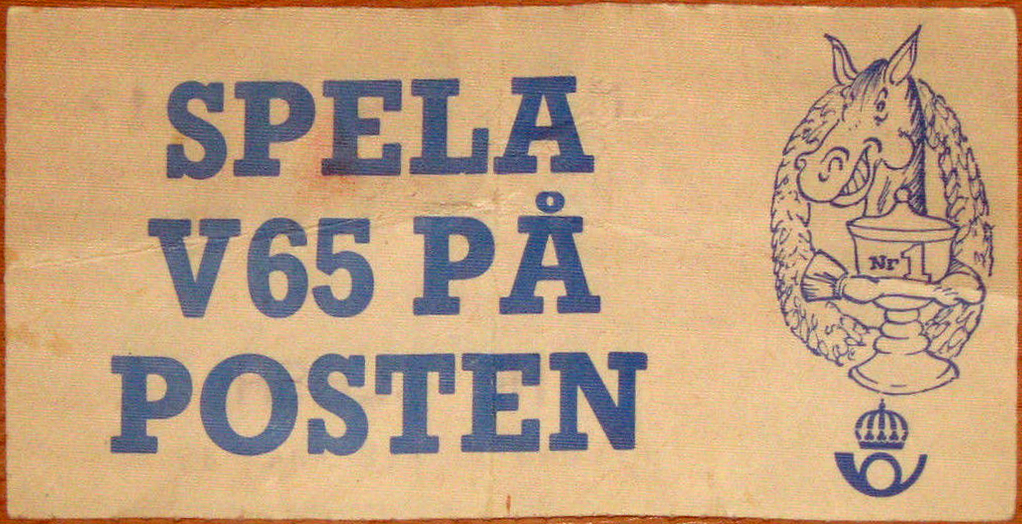 SPELA
V65 PÅ
POSTEN
Nr 1